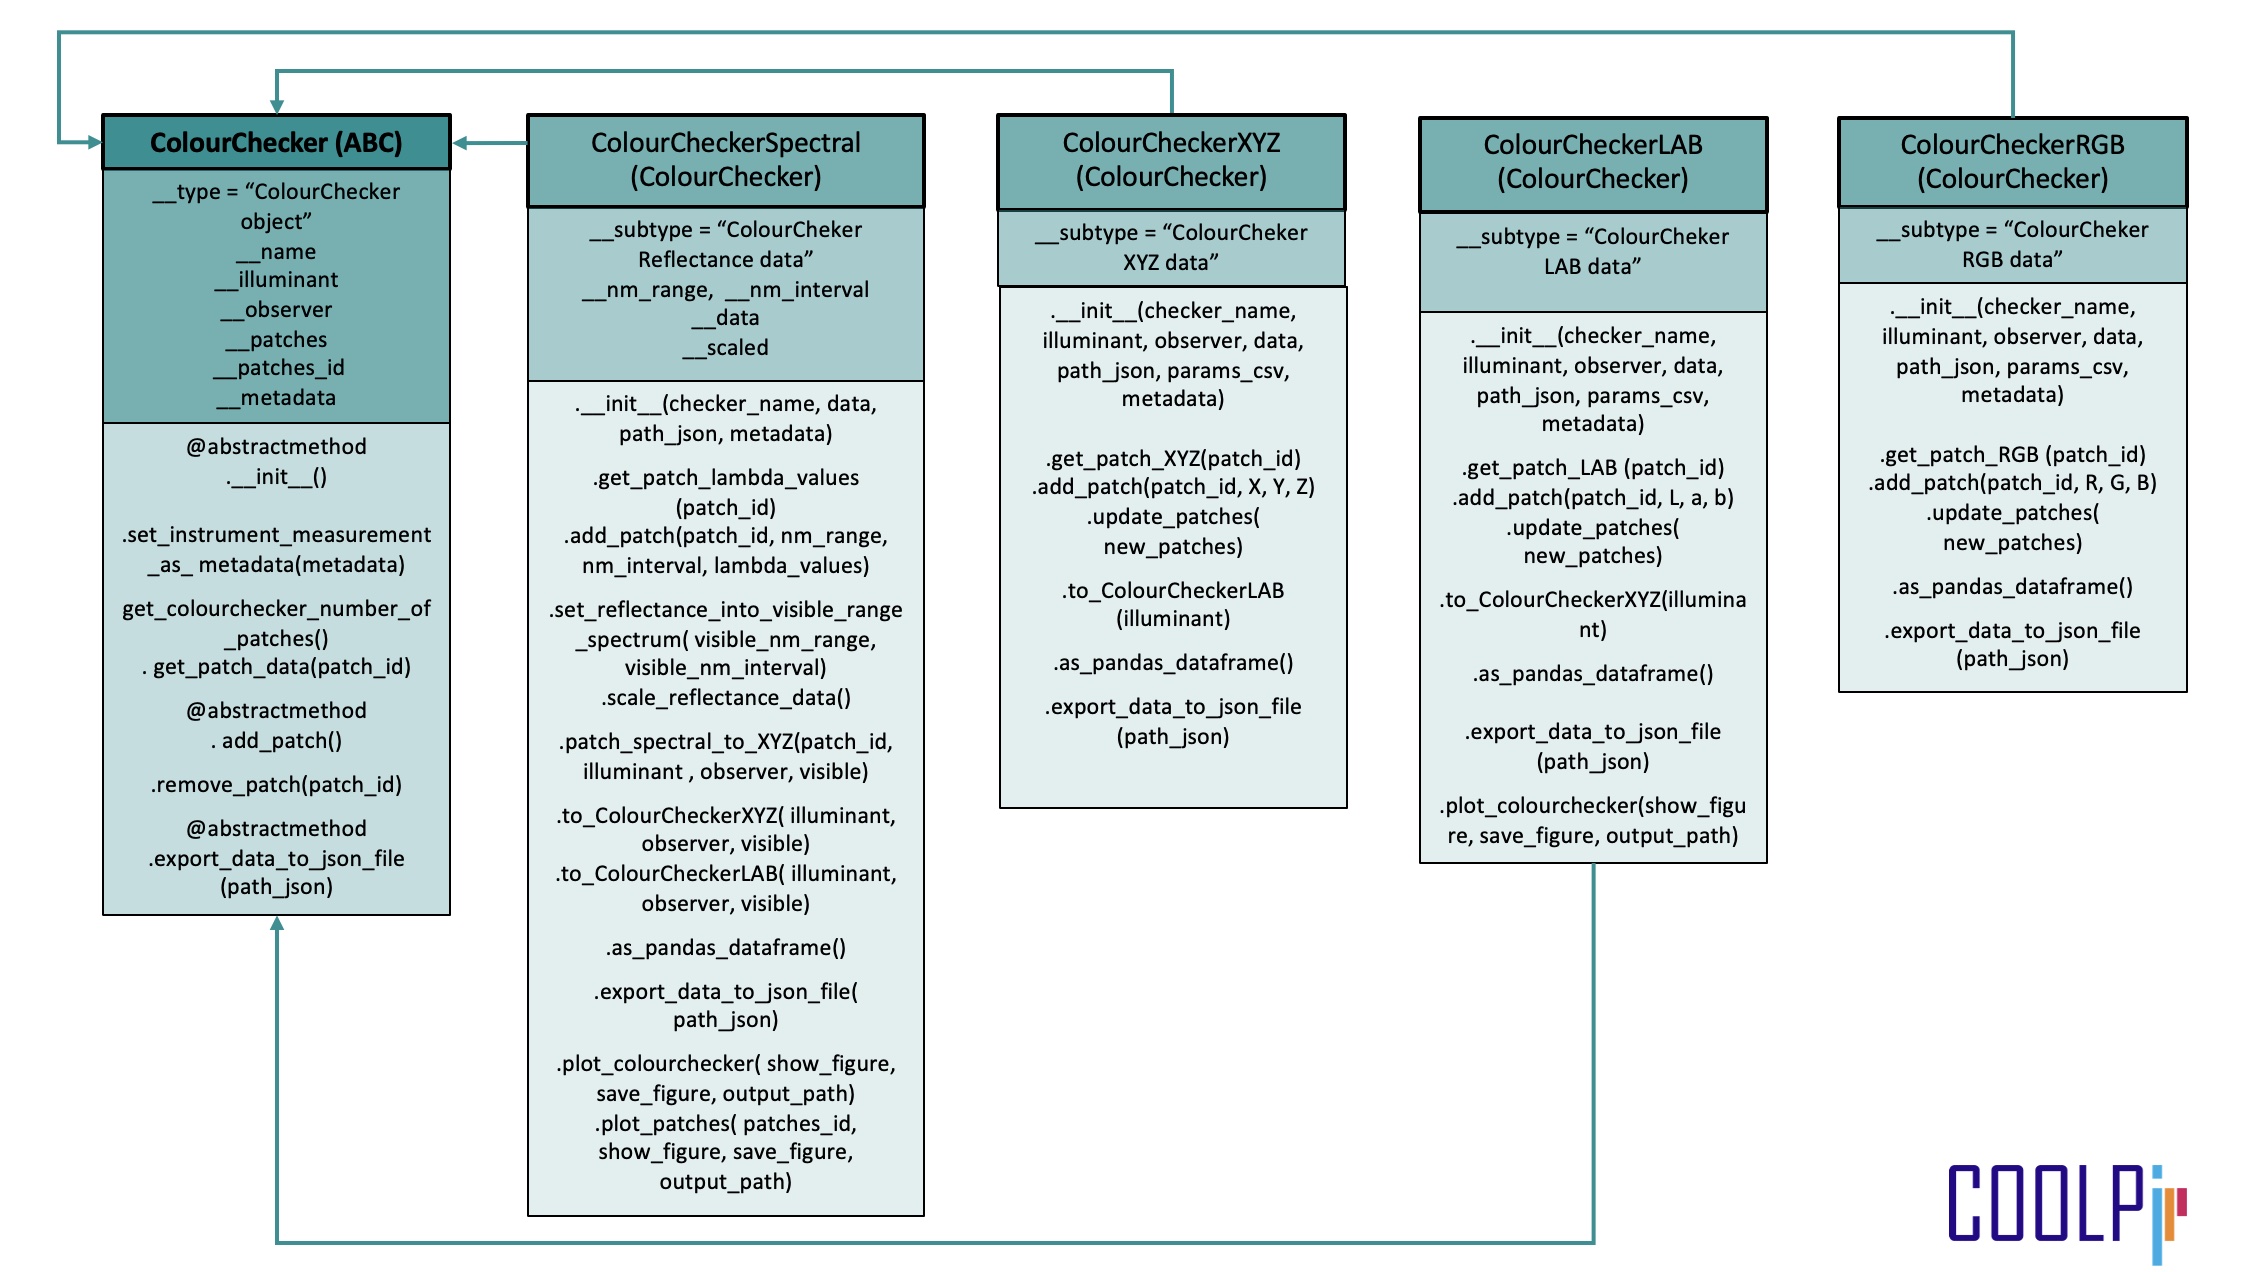 ColourChecker (ABC)
__type = “ColourChecker
object”
__name
__illuminant
__observer
__patches
__patches_id
__metadata
@abstractmethod
.__init__()
.set_instrument_measurement
_as_ metadata(metadata)
get_colourchecker_number_of
_patches()
. get_patch_data(patch_id)
@abstractmethod
. add_patch()
.remove_patch(patch_id)
@abstractmethod
.export_data_to_json_file
(path_json)
ColourCheckerSpectral
(ColourChecker)
__subtype = “ColourCheker
Reflectance data”
__nm_range, __nm_interval
__data
__scaled
.__init__(checker_name, data,
path_json, metadata)
.get_patch_lambda_values
(patch_id)
.add_patch(patch_id, nm_range,
nm_interval, lambda_values)
.set_reflectance_into_visible_range
_spectrum( visible_nm_range,
visible_nm_interval)
.scale_reflectance_data()
.patch_spectral_to_XYZ(patch_id,
illuminant , observer, visible)
.to_ColourCheckerXYZ( illuminant,
observer, visible)
.to_ColourCheckerLAB( illuminant,
observer, visible)
.as_pandas_dataframe()
.export_data_to_json_file(
path_json)
.plot_colourchecker( show_figure,
save_figure, output_path)
.plot_patches( patches_id,
show_figure, save_figure,
output_path)
ColourCheckerXYZ
(ColourChecker)
__subtype = “ColourCheker
XYZ data”
.__init__(checker_name,
illuminant, observer, data,
path_json, params_csv,
metadata)
.get_patch_XYZ(patch_id)
.add_patch(patch_id, X, Y, Z)
.update_patches(
new_patches)
.to_ColourCheckerLAB
(illuminant)
.as_pandas_dataframe()
.export_data_to_json_file
(path_json)
ColourCheckerLAB
(ColourChecker)
__subtype = “ColourCheker
LAB data”
.__init__(checker_name,
illuminant, observer, data,
path_json, params_csv,
metadata)
.get_patch_LAB (patch_id)
.add_patch(patch_id, L, a, b)
.update_patches(
new_patches)
.to_ColourCheckerXYZ(illumina
nt)
.as_pandas_dataframe()
.export_data_to_json_file
(path_json)
.plot_colourchecker(show_figu
re, save_figure, output_path)
ColourCheckerRGB
(ColourChecker)
__subtype = “ColourCheker
RGB data”
.__init__(checker_name,
illuminant, observer, data,
path_json, params_csv,
metadata)
.get_patch_RGB (patch_id)
.add_patch(patch_id, R, G, B)
.update_patches(
new_patches)
.as_pandas_dataframe()
.export_data_to_json_file
(path_json)
COOLPi